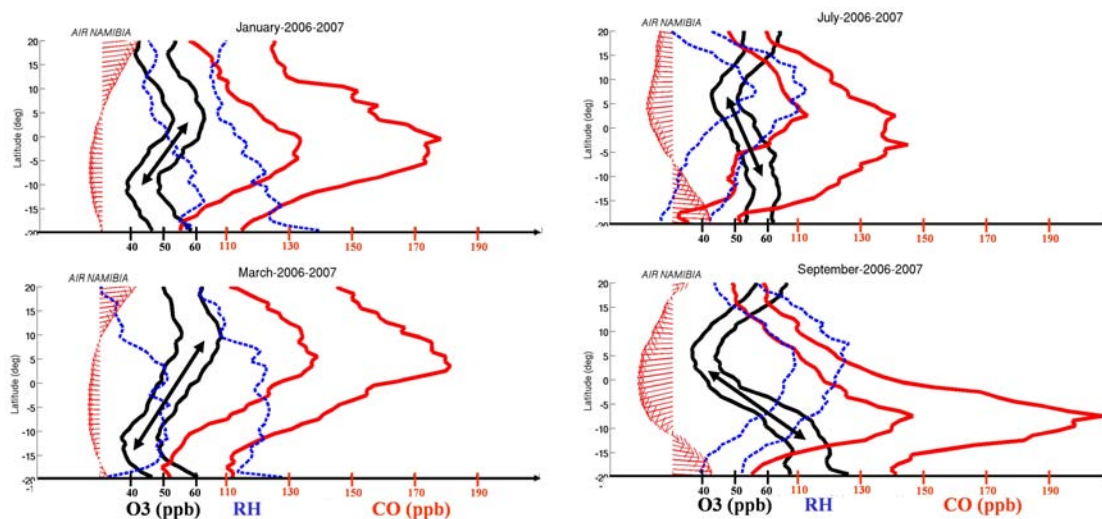 January-2006-2007
AIR NAMIBIA
Latitude (deg)
20
15
10
5
0
-5
-10
-15
-20
40 50 60 110 130 150 170 190
July-2006-2007
AIR NAMIBIA
Latitude (deg)
20
15
10
5
0
-5
-10
-15
-20
40 50 60 110 130 150 170 190
March-2006-2007
AIR NAMIBIA
Latitude (deg)
20
15
10
5
0
-5
-10
-15
-20
40 50 60 110 130 150 170 190
O3 (ppb) RH CO (ppb)
September-2006-2007
AIR NAMIBIA
Latitude (deg)
20
15
10
5
0
-5
-10
-15
-20
40 50 60 110 130 150 170 190
O3 (ppb) RH CO (ppb)